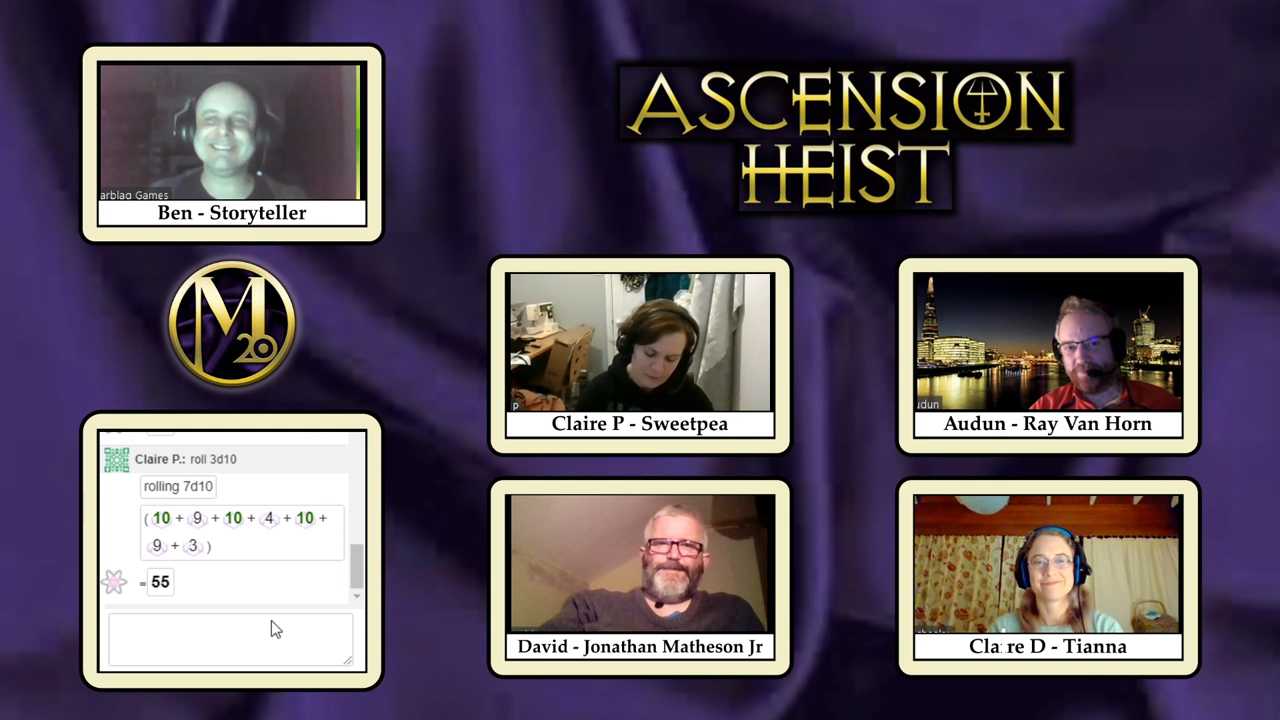 ASCENSION
HEIST
arblag Games
Ben - Storyteller
M
20
P
Claire P - Sweetpea
udun
Audun - Ray Van Horn
Claire P.: roll 3d10
rolling 7d10
( 10 + 9 + 10 + 4 + 10 +
9 + 3 )
= 55
David - Jonathan Matheson Jr
Claire D - Tianna